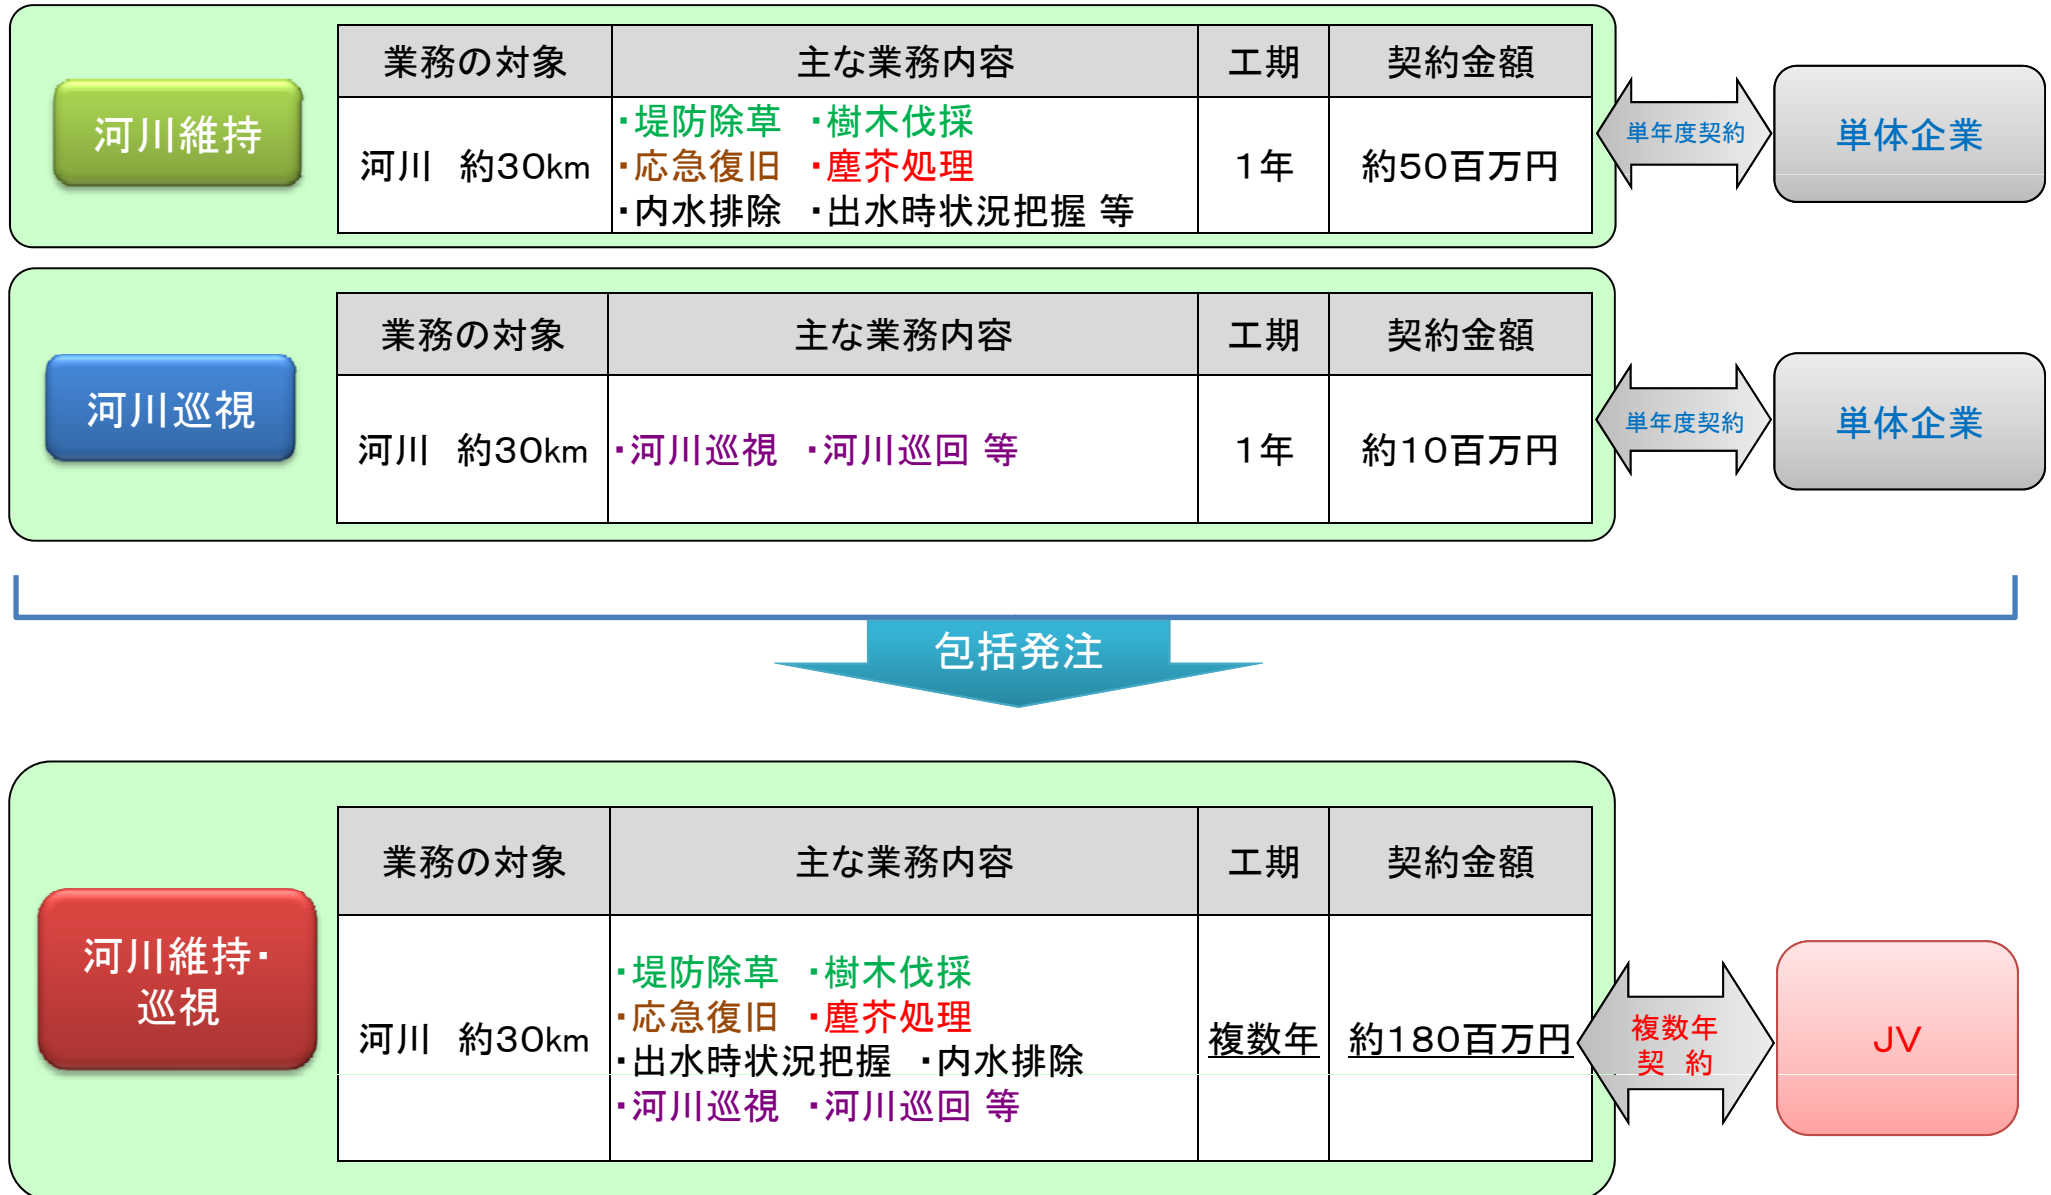 業務の対象 主な業務内容 工期 契約金額
河川維持
河川 約30km
・堤防除草 ・樹木伐採
・応急復旧 ・塵芥処理
・内水排除 ・出水時状況把握 等
1年
約50百万円
単年度契約
単体企業
業務の対象 主な業務内容 工期 契約金額
河川巡視
河川 約30km
・河川巡視 ・河川巡回 等
1年
約10百万円
単年度契約
単体企業
包括発注
業務の対象 主な業務内容 工期 契約金額
河川維持・
巡視
河川 約30km
・堤防除草 ・樹木伐採
・応急復旧 ・塵芥処理
・出水時状況把握 ・内水排除
・河川巡視 ・河川巡回 等
複数年
約180百万円
複数年
契 約
JV